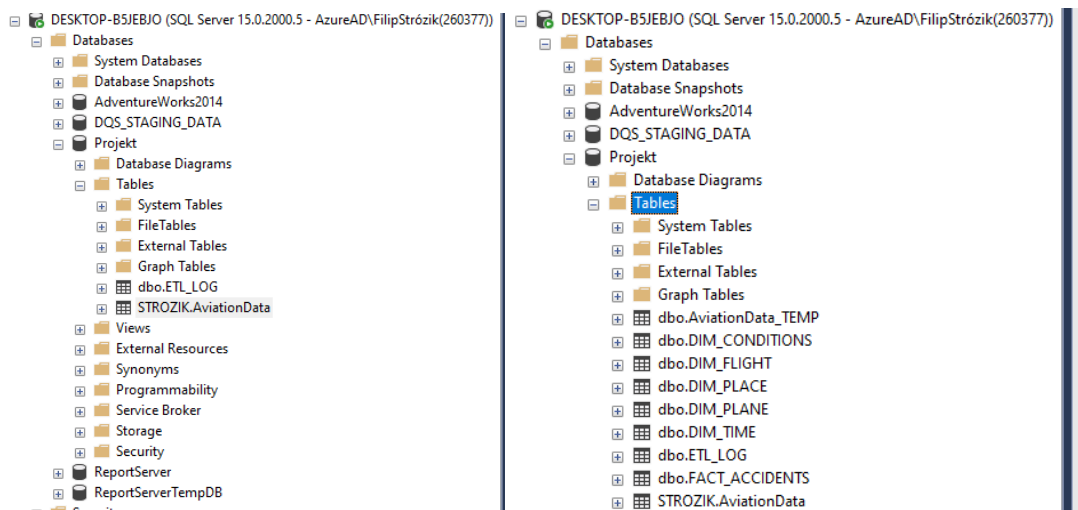 DESKTOP-B5JEBJO (SQL Server 15.0.2000.5 - AzureAD\FilipStrózik(260377))
Databases
System Databases
Database Snapshots
AdventureWorks2014
DQS_STAGING_DATA
Projekt
Database Diagrams
Tables
System Tables
FileTables
External Tables
Graph Tables
dbo.ETL_LOG
STROZIK.AviationData
Views
External Resources
Synonyms
Programmability
Service Broker
Storage
Security
ReportServer
ReportServerTempDB
DESKTOP-B5JEBJO (SQL Server 15.0.2000.5 - AzureAD\FilipStrózik(260377))
Databases
System Databases
Database Snapshots
AdventureWorks2014
DQS_STAGING_DATA
Projekt
Database Diagrams
Tables
System Tables
FileTables
External Tables
Graph Tables
dbo.AviationData_TEMP
dbo.DIM_CONDITIONS
dbo.DIM_FLIGHT
dbo.DIM_PLACE
dbo.DIM_PLANE
dbo.DIM_TIME
dbo.ETL_LOG
dbo.FACT_ACCIDENTS
STROZIK.AviationData